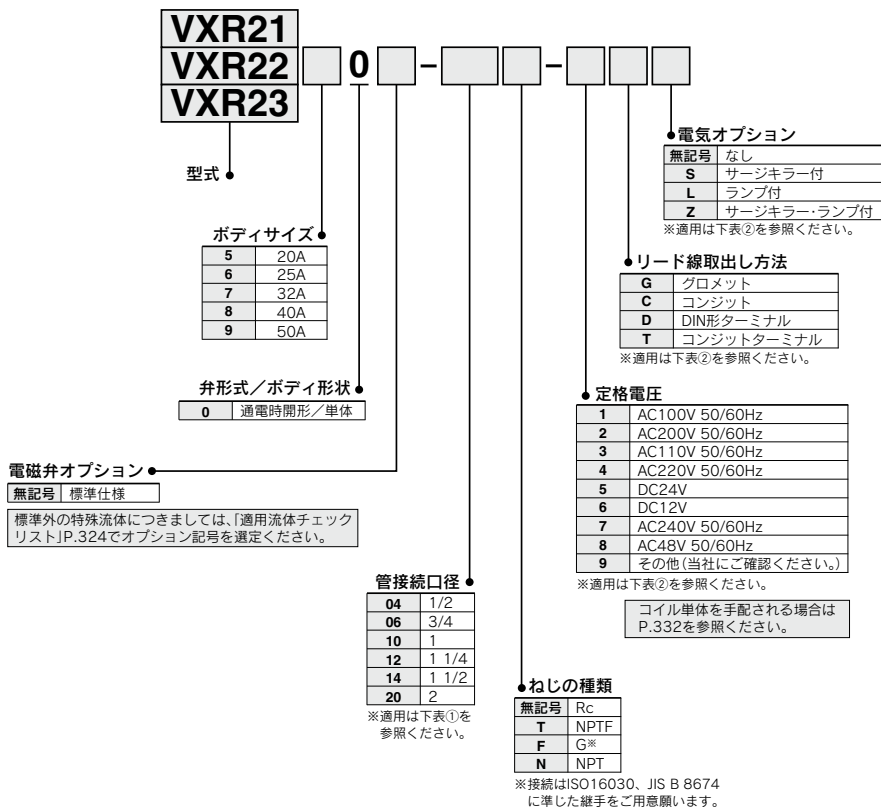 VXR21
VXR22 0 - -
VXR23
型式
ボディサイズ
5 20A
6 25A
7 32A
8 40A
9 50A
弁形式／ボディ形状
0 通電時開形／単体
電磁弁オプション
無記号 標準仕様
標準外の特殊流体につきましては、「適用流体チェック
リスト」P.324でオプション記号を選定ください。
管接続口径
04 1/2
06 3/4
10 1
12 1 1/4
14 1 1/2
20 2
※適用は下表①を
参照ください。
ねじの種類
無記号 Rc
T NPTF
F G※
N NPT
※接続はISO16030、JIS B 8674
に準じた継手をご用意願います。
定格電圧
1 AC100V 50/60Hz
2 AC200V 50/60Hz
3 AC110V 50/60Hz
4 AC220V 50/60Hz
5 DC24V
6 DC12V
7 AC240V 50/60Hz
8 AC48V 50/60Hz
9 その他(当社にご確認ください。)
※適用は下表②を参照ください。
コイル単体を手配される場合は
P.332を参照ください。
リード線取出し方法
G グロメット
C コンジット
D DIN形ターミナル
T コンジットターミナル
※適用は下表②を参照ください。
電気オプション
無記号 なし
S サージキラー付
L ランプ付
Z サージキラー・ランプ付
※適用は下表②を参照ください。